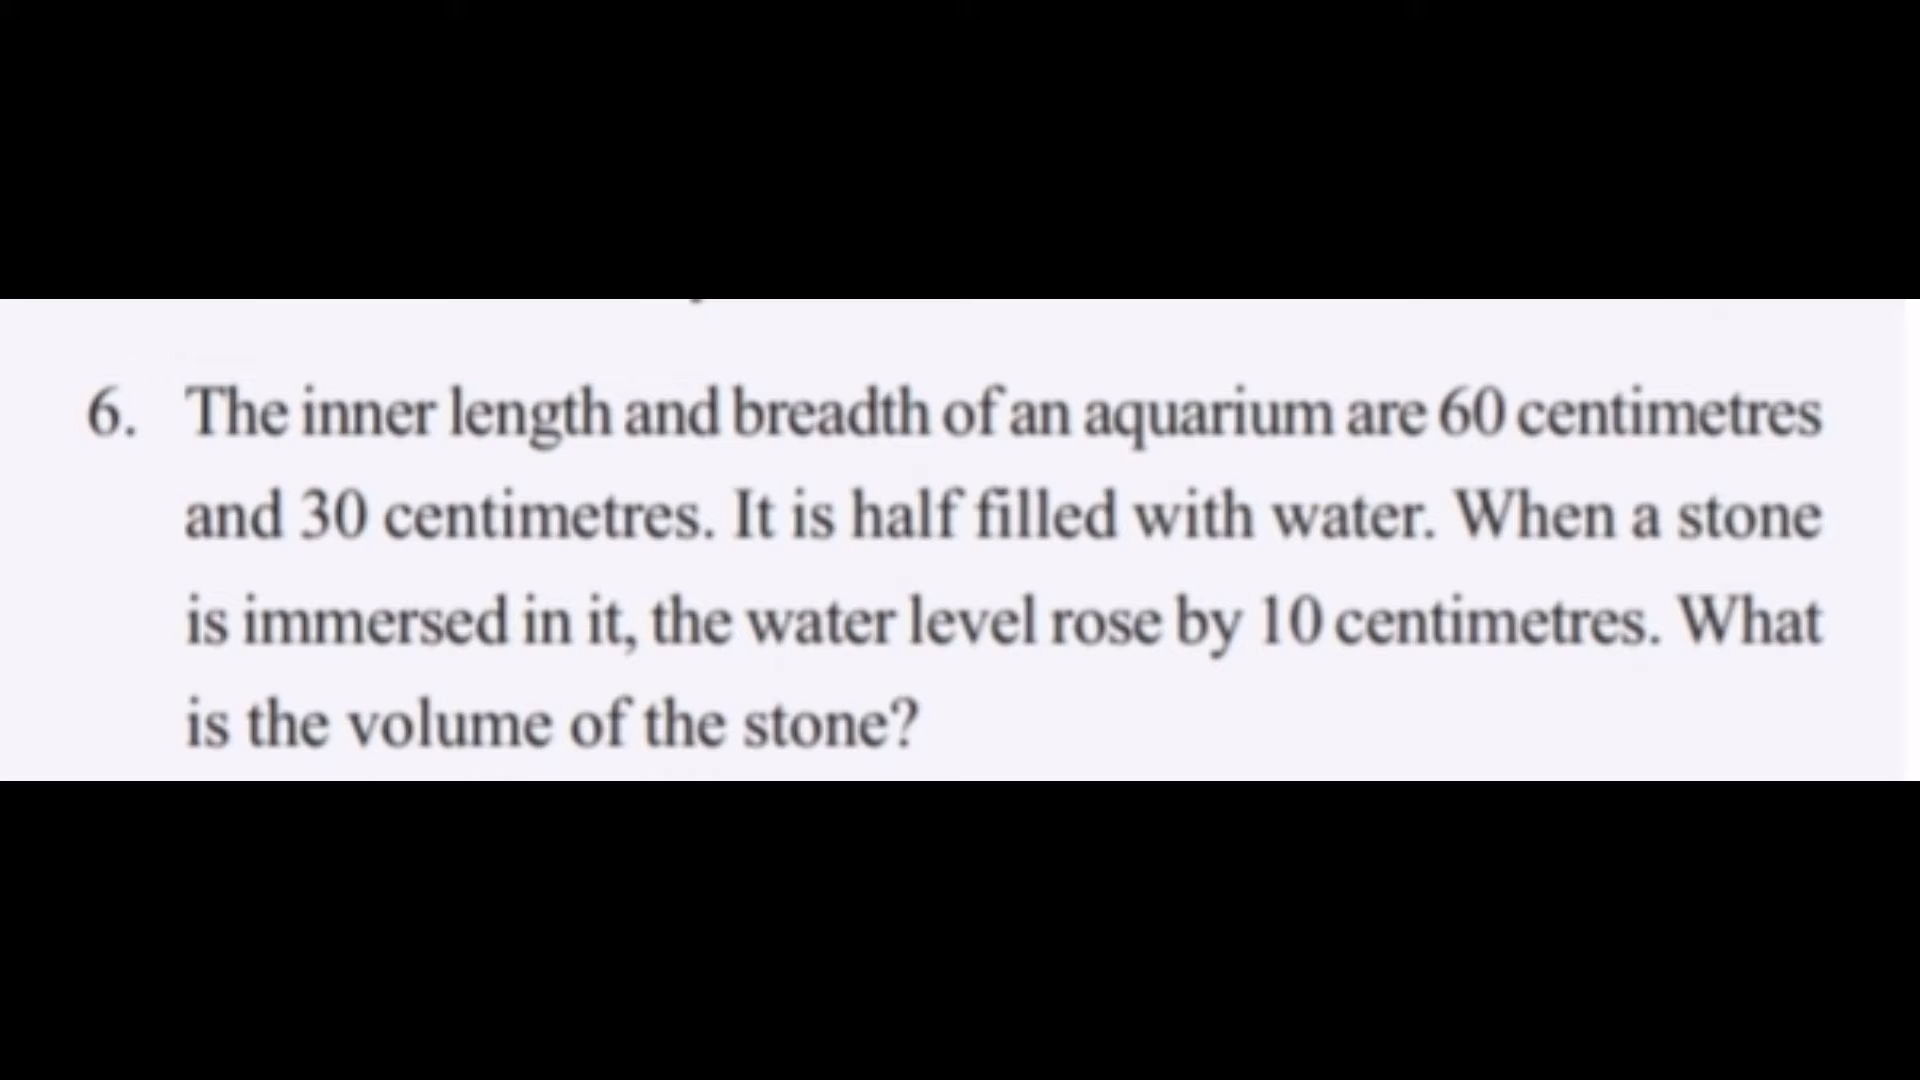 6. The inner length and breadth of an aquarium are 60 centimetres
and 30 centimetres. It is half filled with water. When a stone
is immersed in it, the water level rose by 10 centimetres. What
is the volume of the stone?